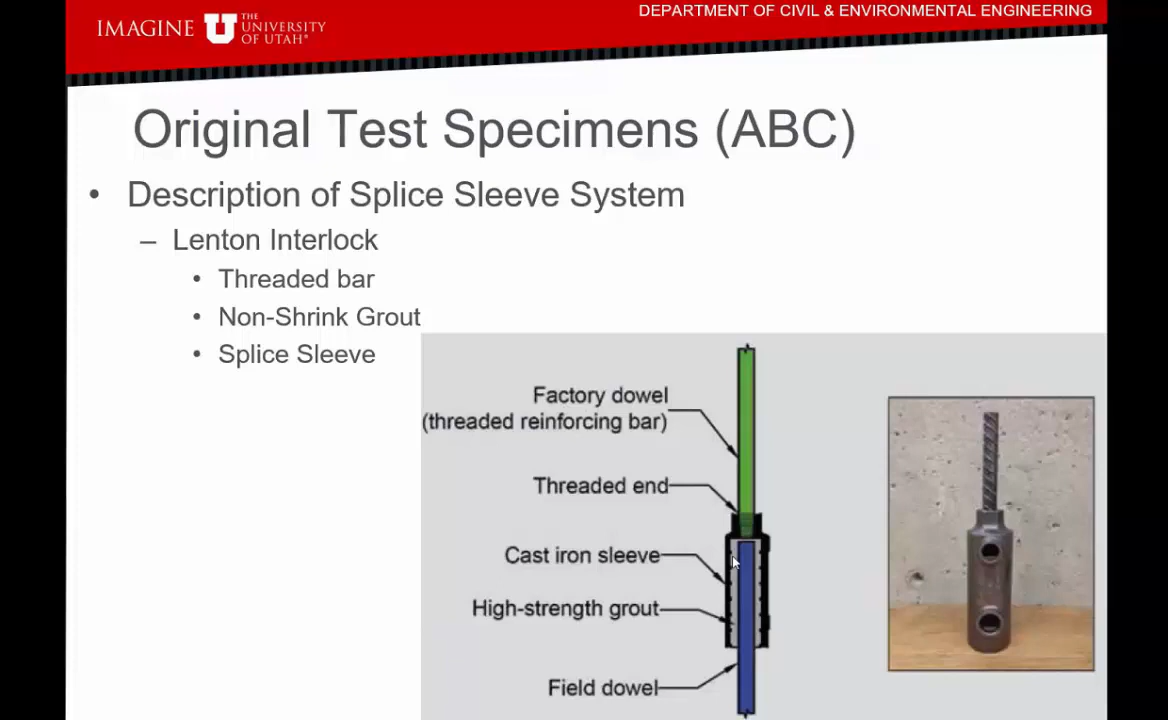 IMAGINE
THE
UNIVERSITY
OF UTAH®
DEPARTMENT OF CIVIL & ENVIRONMENTAL ENGINEERING
Original Test Specimens (ABC)
• Description of Splice Sleeve System
– Lenton Interlock
• Threaded bar
• Non-Shrink Grout
• Splice Sleeve
Factory dowel
(threaded reinforcing bar)
Threaded end
Cast iron sleeve
High-strength grout
Field dowel